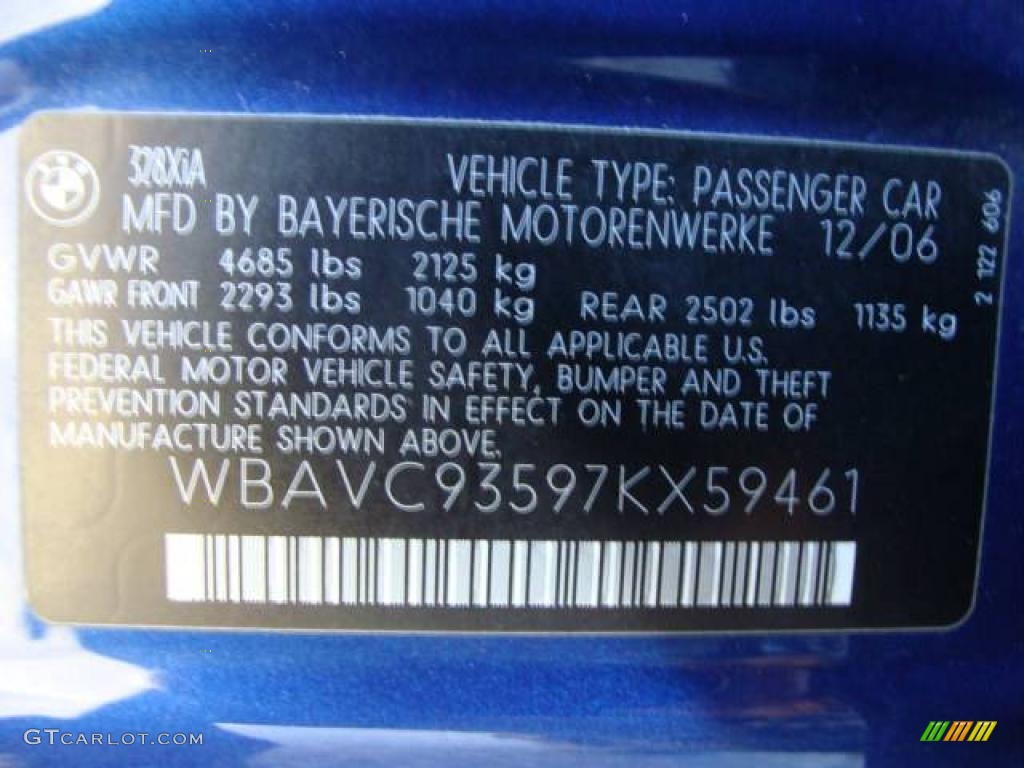 328XiA
VEHICLE TYPE: PASSENGER CAR
MFD BY BAYERISCHE MOTORENWERKE 12/06
GVWR 4685 lbs 2125 kg
GAWR FRONT 2293 lbs 1040 kg REAR 2502 lbs 1135 kg
THIS VEHICLE CONFORMS TO ALL APPLICABLE U.S.
FEDERAL MOTOR VEHICLE SAFETY, BUMPER AND THEFT
PREVENTION STANDARDS IN EFFECT ON THE DATE OF
MANUFACTURE SHOWN ABOVE.
WBAVC93597KX59461
2 122 606
GTCARLOT.COM